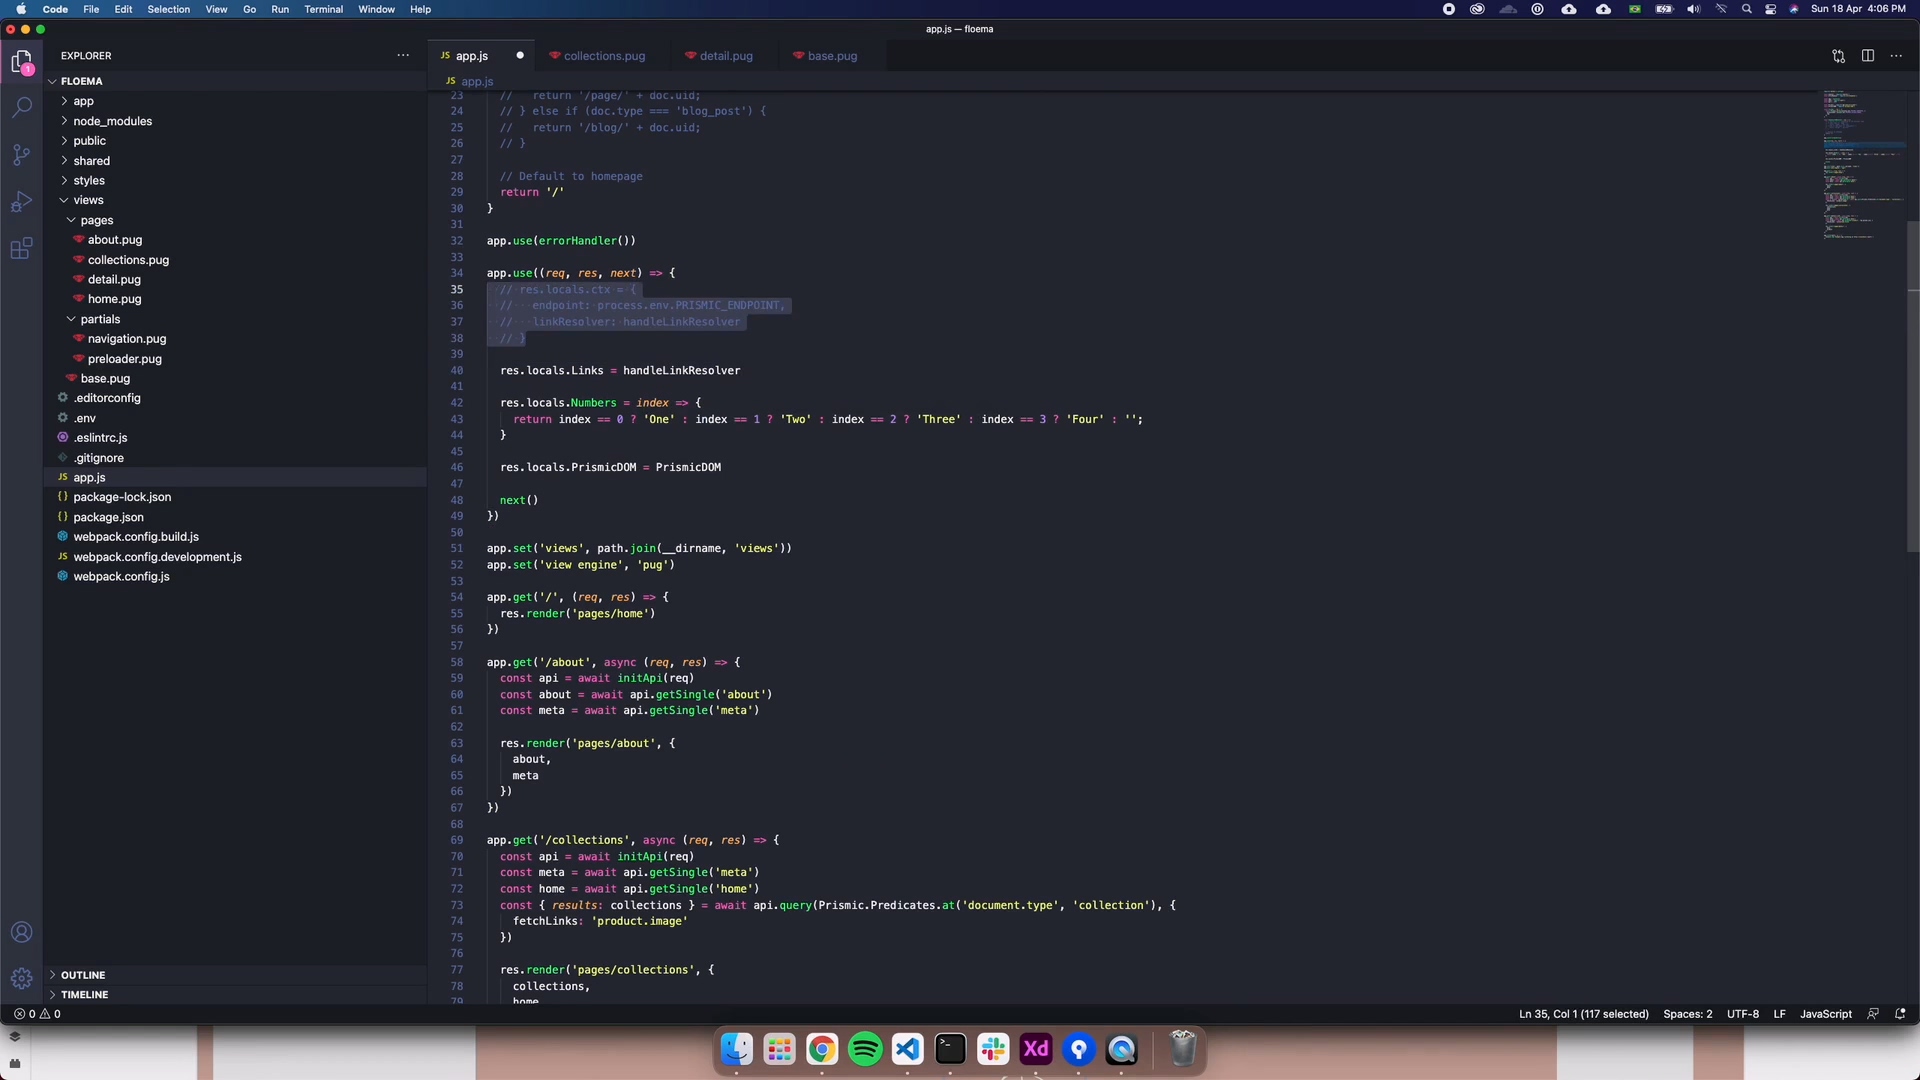 Code File Edit Selection View Go Run Terminal Window Help Sun 18 Apr 4:06 PM
app.js — floema
EXPLORER
FLOEMA
app
node_modules
public
shared
styles
views
pages
about.pug
collections.pug
detail.pug
home.pug
partials
navigation.pug
preloader.pug
base.pug
.editorconfig
.env
.eslintrc.js
.gitignore
JS app.js
{} package-lock.json
{} package.json
webpack.config.build.js
JS webpack.config.development.js
webpack.config.js
OUTLINE
TIMELINE
JS app.js collections.pug detail.pug base.pug
JS app.js
23 //   return '/page/' + doc.uid;
24 // } else if (doc.type === 'blog_post') {
25 //   return '/blog/' + doc.uid;
26 // }
27
28 // Default to homepage
29 return '/'
30 }
31
32 app.use(errorHandler())
33
34 app.use((req, res, next) => {
35 // res.locals.ctx = {
36 //   endpoint: process.env.PRISMIC_ENDPOINT,
37 //   linkResolver: handleLinkResolver
38 // }
39
40 res.locals.Links = handleLinkResolver
41
42 res.locals.Numbers = index => {
43 return index == 0 ? 'One' : index == 1 ? 'Two' : index == 2 ? 'Three' : index == 3 ? 'Four' : '';
44 }
45
46 res.locals.PrismicDOM = PrismicDOM
47
48 next()
49 })
50
51 app.set('views', path.join(__dirname, 'views'))
52 app.set('view engine', 'pug')
53
54 app.get('/', (req, res) => {
55 res.render('pages/home')
56 })
57
58 app.get('/about', async (req, res) => {
59 const api = await initApi(req)
60 const about = await api.getSingle('about')
61 const meta = await api.getSingle('meta')
62
63 res.render('pages/about', {
64 about,
65 meta
66 })
67 })
68
69 app.get('/collections', async (req, res) => {
70 const api = await initApi(req)
71 const meta = await api.getSingle('meta')
72 const home = await api.getSingle('home')
73 const { results: collections } = await api.query(Prismic.Predicates.at('document.type', 'collection'), {
74 fetchLinks: 'product.image'
75 })
76
77 res.render('pages/collections', {
78 collections,
79 home
0 0 Ln 35, Col 1 (117 selected) Spaces: 2 UTF-8 LF JavaScript
Xd